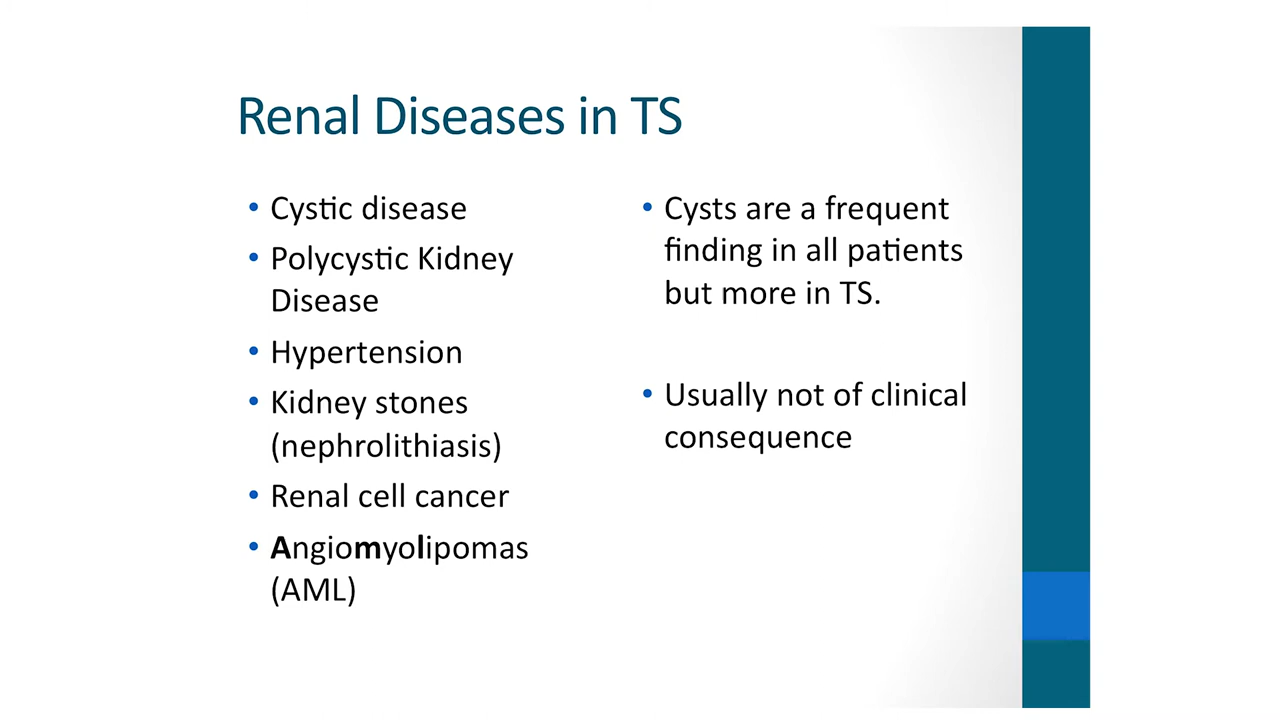 Renal Diseases in TS
• Cystic disease
• Polycystic Kidney
Disease
• Hypertension
• Kidney stones
(nephrolithiasis)
• Renal cell cancer
• Angiomyolipomas
(AML)
• Cysts are a frequent
finding in all patients
but more in TS.
• Usually not of clinical
consequence